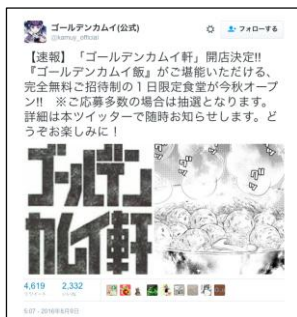 ゴールデンカムイ(公式)
@kamuy_official
フォローする
【速報】「ゴールデンカムイ軒」開店決定!!
『ゴールデンカムイ飯』がご堪能いただける、
完全無料ご招待制の１日限定食堂が今秋オープ
ン!! ※ご応募多数の場合は抽選となります。
詳細は本ツイッターで随時お知らせします。ど
うぞお楽しみに！
ゴールデン
カムイ軒
4,619
2,332